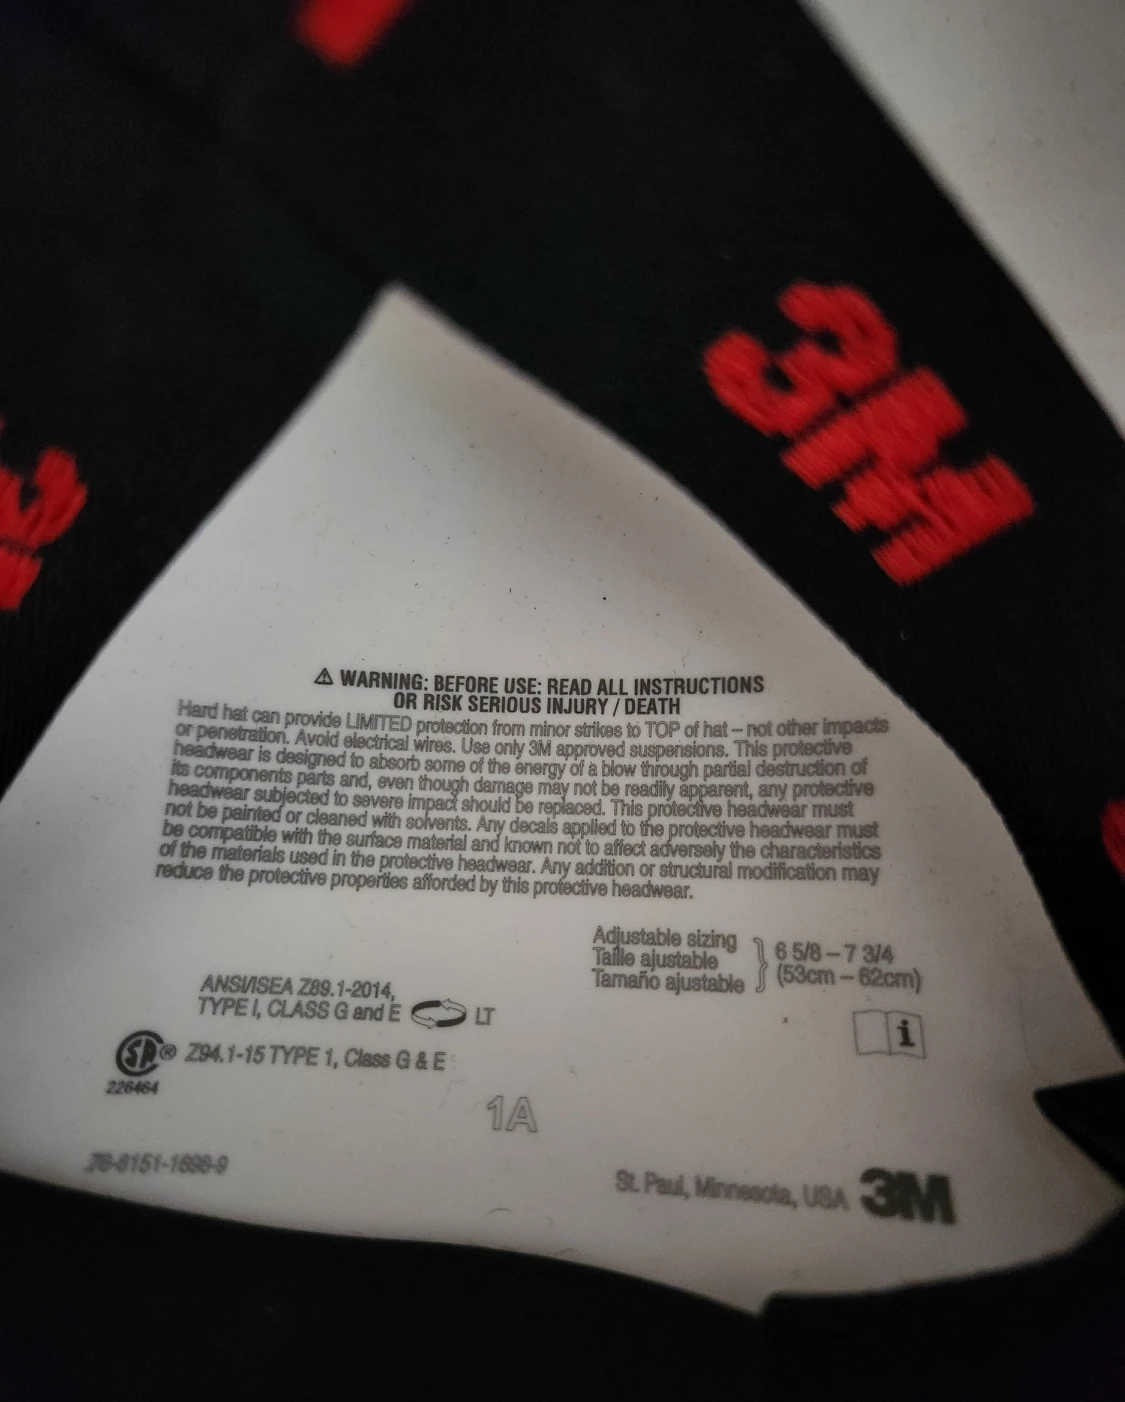 3M
⚠ WARNING: BEFORE USE: READ ALL INSTRUCTIONS
OR RISK SERIOUS INJURY / DEATH
Hard hat can provide LIMITED protection from minor strikes to TOP of hat – not other impacts
or penetration. Avoid electrical wires. Use only 3M approved suspensions. This protective
headwear is designed to absorb some of the energy of a blow through partial destruction of
its components parts and, even though damage may not be readily apparent, any protective
headwear subjected to severe impact should be replaced. This protective headwear must
not be painted or cleaned with solvents. Any decals applied to the protective headwear must
be compatible with the surface material and known not to affect adversely the characteristics
of the materials used in the protective headwear. Any addition or structural modification may
reduce the protective properties afforded by this protective headwear.
Adjustable sizing
Taille ajustable
Tamaño ajustable
6 5/8 – 7 3/4
(53cm – 62cm)
ANSI/ISEA Z89.1-2014,
TYPE I, CLASS G and E LT
SA® Z94.1-15 TYPE 1, Class G & E
226464
i
1A
St. Paul, Minnesota, USA 3M